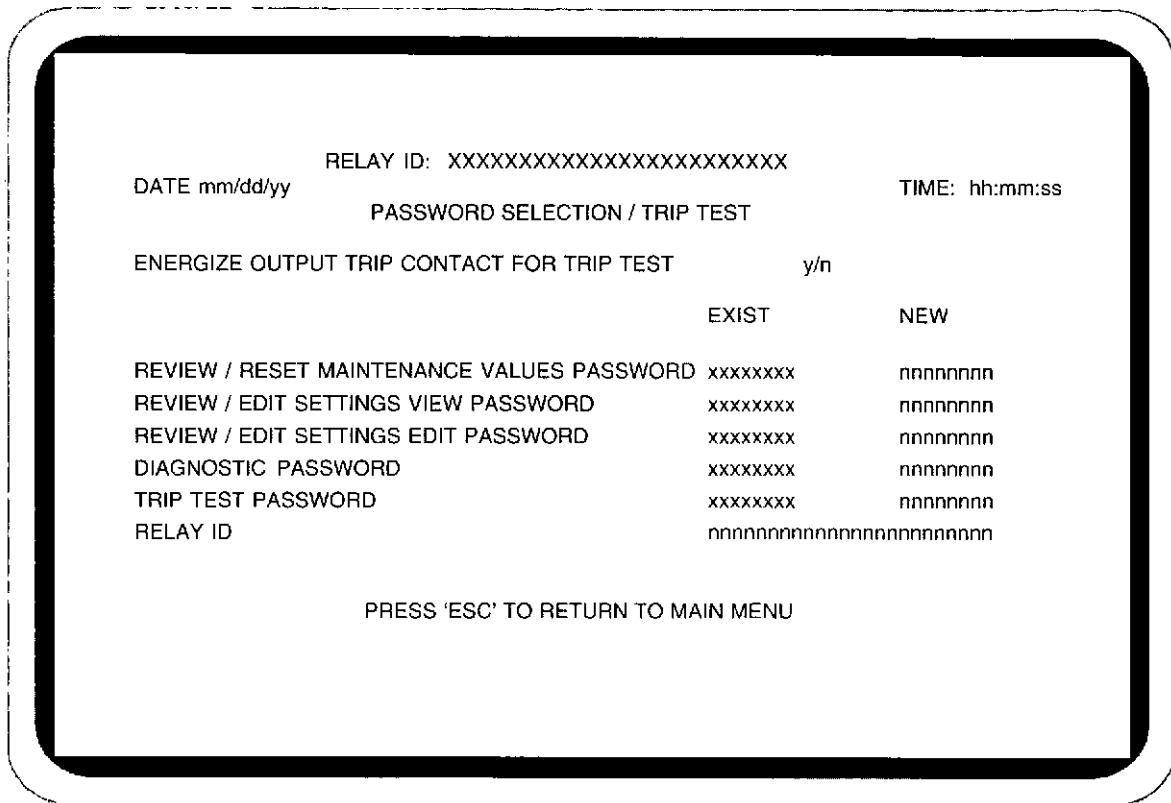 RELAY ID: XXXXXXXXXXXXXXXXXXXXXXXX
DATE mm/dd/yy TIME: hh:mm:ss
PASSWORD SELECTION / TRIP TEST
ENERGIZE OUTPUT TRIP CONTACT FOR TRIP TEST y/n
EXIST NEW
REVIEW / RESET MAINTENANCE VALUES PASSWORD xxxxxxxx nnnnnnnn
REVIEW / EDIT SETTINGS VIEW PASSWORD xxxxxxxx nnnnnnnn
REVIEW / EDIT SETTINGS EDIT PASSWORD xxxxxxxx nnnnnnnn
DIAGNOSTIC PASSWORD xxxxxxxx nnnnnnnn
TRIP TEST PASSWORD xxxxxxxx nnnnnnnn
RELAY ID nnnnnnnnnnnnnnnnnnnnnnnn
PRESS ‘ESC’ TO RETURN TO MAIN MENU